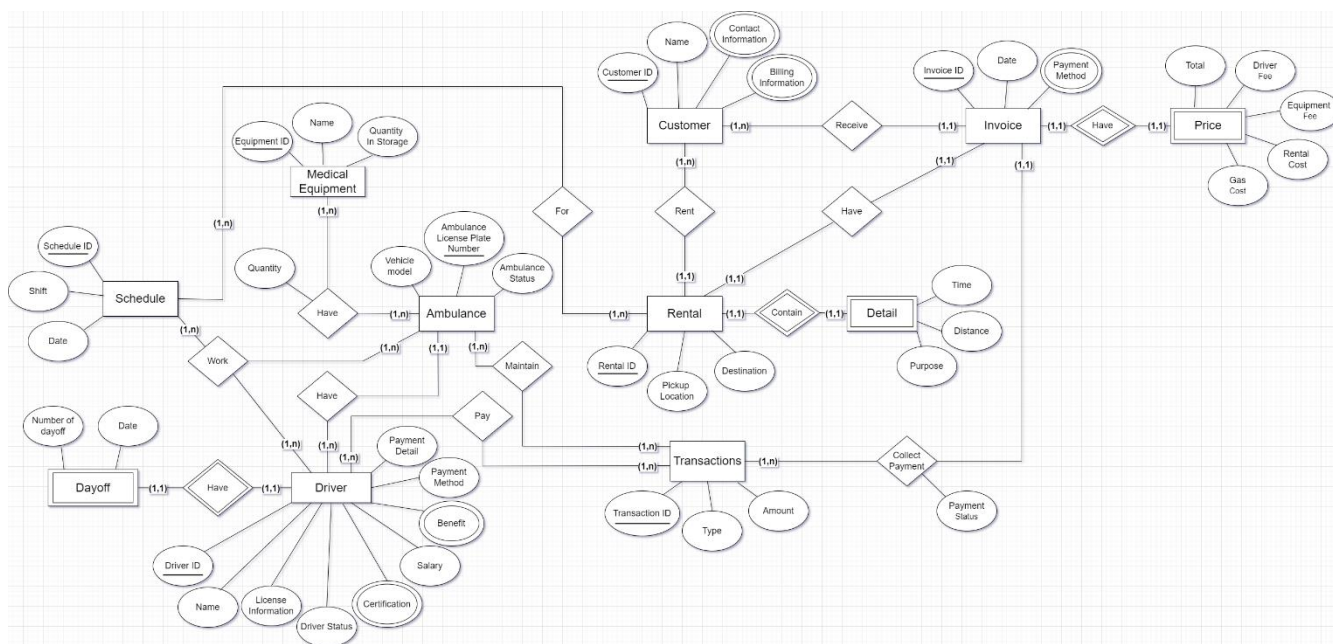 Contact
Information
Name
Customer ID
Billing
Information
Date
Invoice ID
Payment
Method
Total
Driver
Fee
Equipment
Fee
Rental
Cost
Gas
Cost
Customer
(1,n)
Receive
(1,1)
Invoice
(1,1)
Have
(1,1)
Price
(1,n)
(1,1)
(1,1)
Name
Equipment ID
Quantity
In Storage
Medical
Equipment
(1,n)
(1,n)
For
Rent
Have
Schedule ID
Shift
Date
Schedule
(1,n)
Quantity
Have
(1,n)
Vehicle
model
Ambulance
License Plate
Number
Ambulance
Status
Ambulance
(1,n)
(1,1)
(1,n)
(1,n)
(1,1)
(1,1)
Rental
(1,1)
Contain
(1,1)
Detail
Time
Distance
Purpose
Rental ID
Pickup
Location
Destination
Work
Have
Maintain
Pay
(1,n)
(1,n)
(1,n)
Number of
dayoff
Date
Dayoff
(1,1)
Have
(1,1)
Driver
Payment
Detail
Payment
Method
Benefit
Salary
Certification
Driver Status
License
Information
Name
Driver ID
(1,n)
(1,n)
Transactions
(1,n)
Collect
Payment
Payment
Status
Transaction ID
Type
Amount